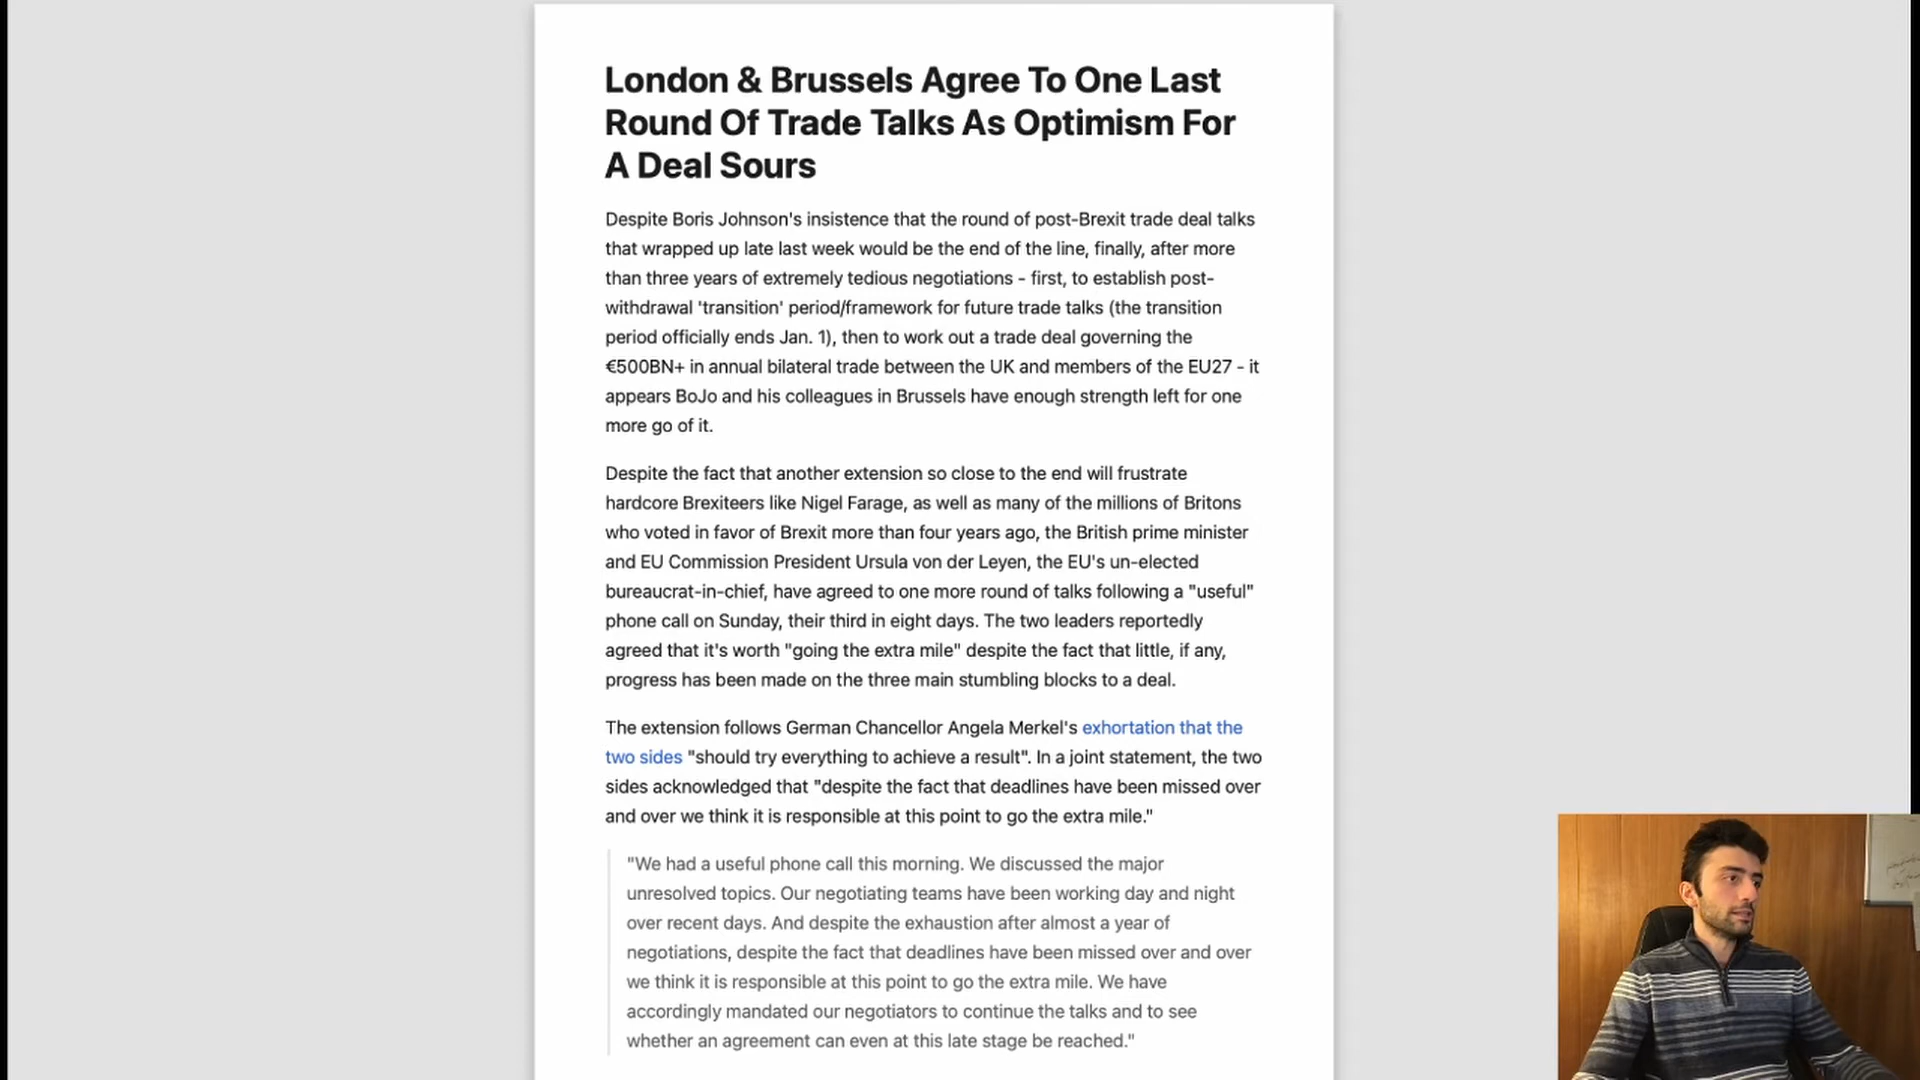 London & Brussels Agree To One Last
Round Of Trade Talks As Optimism For
A Deal Sours
Despite Boris Johnson's insistence that the round of post-Brexit trade deal talks
that wrapped up late last week would be the end of the line, finally, after more
than three years of extremely tedious negotiations - first, to establish post-
withdrawal 'transition' period/framework for future trade talks (the transition
period officially ends Jan. 1), then to work out a trade deal governing the
€500BN+ in annual bilateral trade between the UK and members of the EU27 - it
appears BoJo and his colleagues in Brussels have enough strength left for one
more go of it.
Despite the fact that another extension so close to the end will frustrate
hardcore Brexiteers like Nigel Farage, as well as many of the millions of Britons
who voted in favor of Brexit more than four years ago, the British prime minister
and EU Commission President Ursula von der Leyen, the EU's un-elected
bureaucrat-in-chief, have agreed to one more round of talks following a "useful"
phone call on Sunday, their third in eight days. The two leaders reportedly
agreed that it's worth "going the extra mile" despite the fact that little, if any,
progress has been made on the three main stumbling blocks to a deal.
The extension follows German Chancellor Angela Merkel's exhortation that the
two sides "should try everything to achieve a result". In a joint statement, the two
sides acknowledged that "despite the fact that deadlines have been missed over
and over we think it is responsible at this point to go the extra mile."
"We had a useful phone call this morning. We discussed the major
unresolved topics. Our negotiating teams have been working day and night
over recent days. And despite the exhaustion after almost a year of
negotiations, despite the fact that deadlines have been missed over and over
we think it is responsible at this point to go the extra mile. We have
accordingly mandated our negotiators to continue the talks and to see
whether an agreement can even at this late stage be reached."